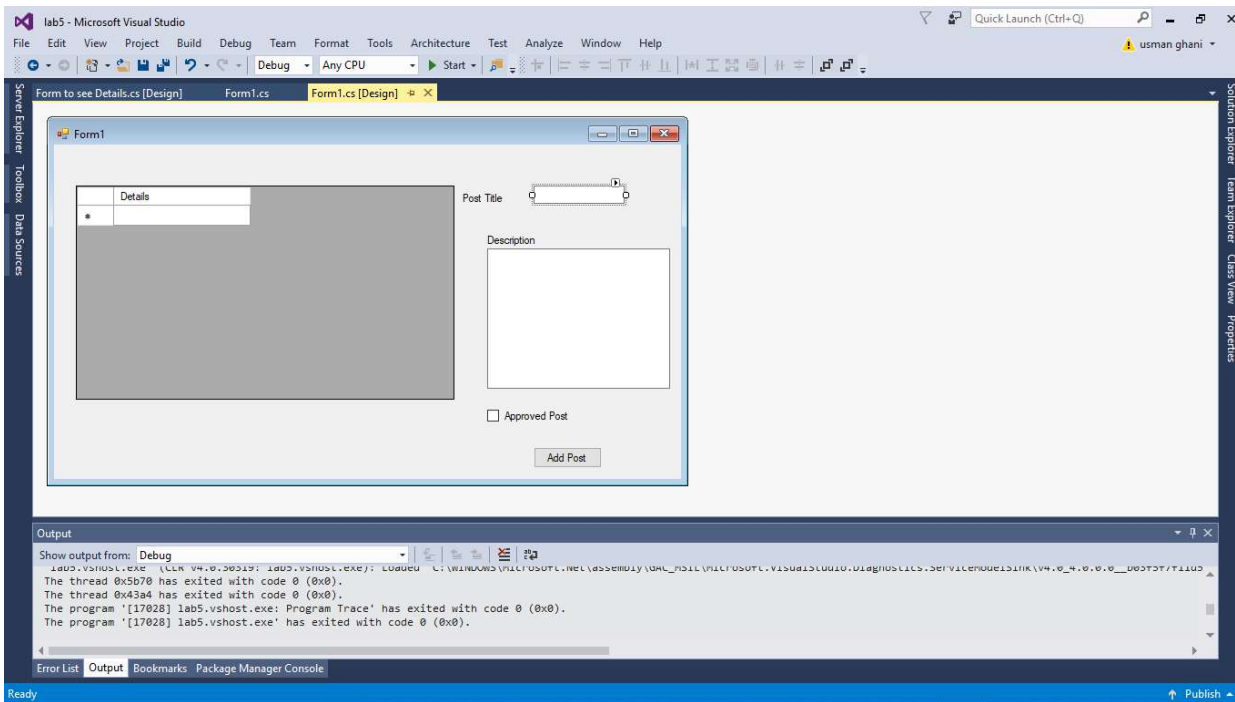 lab5 - Microsoft Visual Studio
Quick Launch (Ctrl+Q)
File Edit View Project Build Debug Team Format Tools Architecture Test Analyze Window Help
usman ghani
Debug Any CPU Start
Server Explorer
Toolbox
Data Sources
Form to see Details.cs [Design] Form1.cs Form1.cs [Design]
Form1
Details
Post Title
Description
Approved Post
Add Post
Solution Explorer
Team Explorer
Class View
Properties
Output
Show output from: Debug
The thread 0x5b70 has exited with code 0 (0x0).
The thread 0x43a4 has exited with code 0 (0x0).
The program '[17028] lab5.vshost.exe: Program Trace' has exited with code 0 (0x0).
The program '[17028] lab5.vshost.exe' has exited with code 0 (0x0).
Error List Output Bookmarks Package Manager Console
Ready
Publish